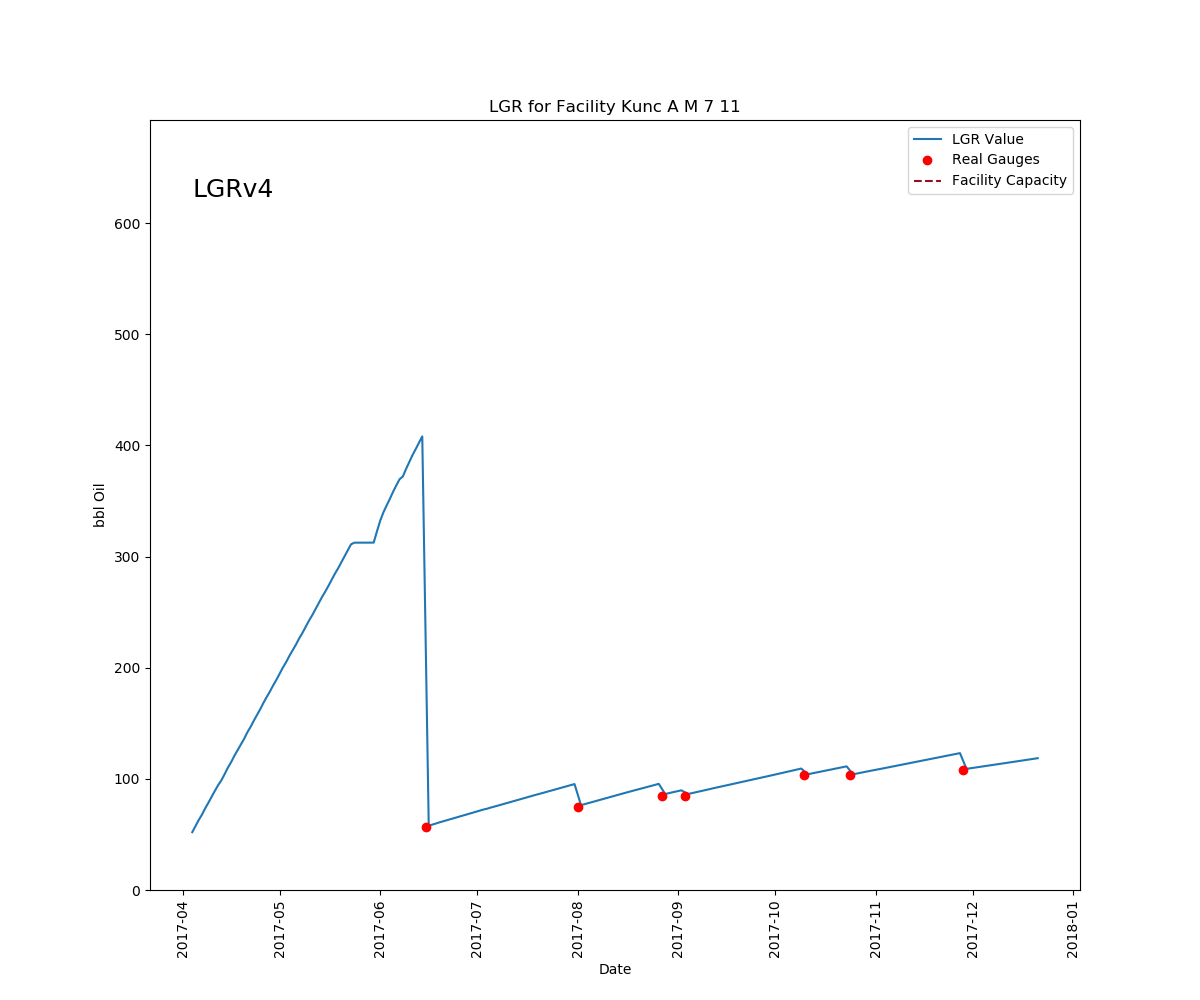 LGR for Facility Kunc A M 7 11
LGRv4
LGR Value
Real Gauges
Facility Capacity
600
500
400
300
200
100
0
bbl Oil
2017-04
2017-05
2017-06
2017-07
2017-08
2017-09
2017-10
2017-11
2017-12
2018-01
Date